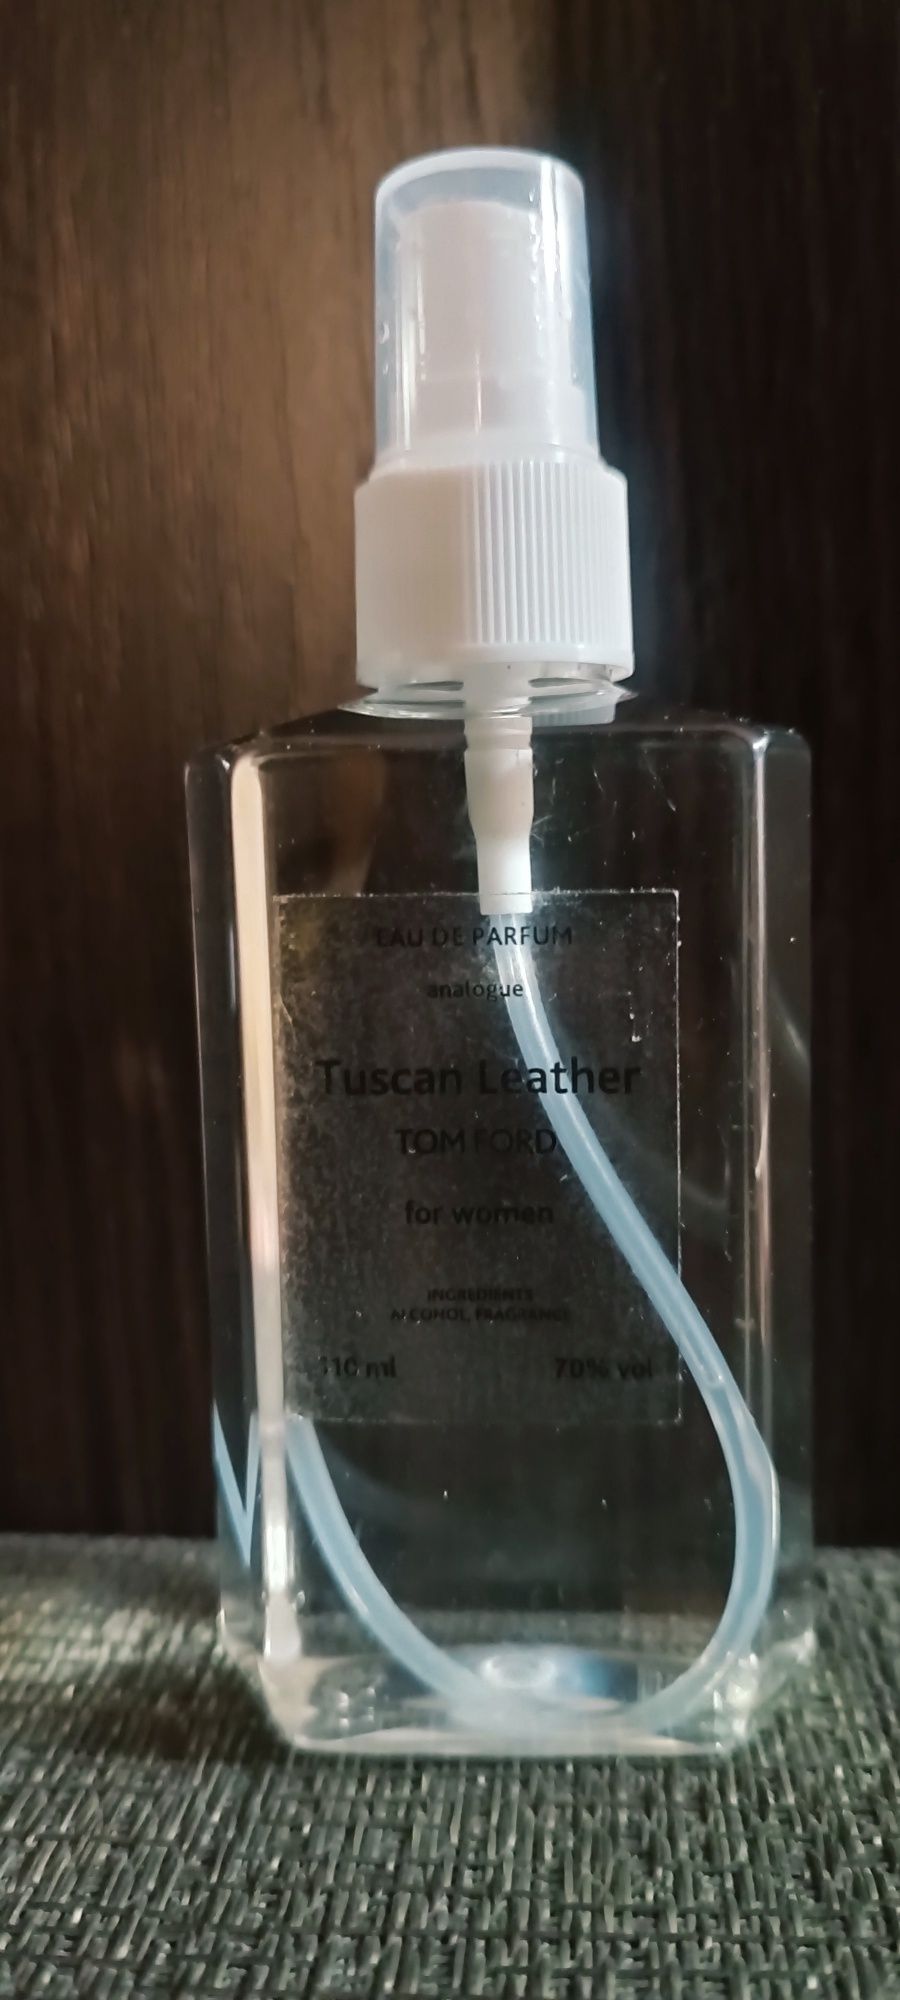 EAU DE PARFUM
analogue
Tuscan Leather
TOM FORD
for women
INGREDIENTS
ALCOHOL, FRAGRANCE
110 ml 70% vol